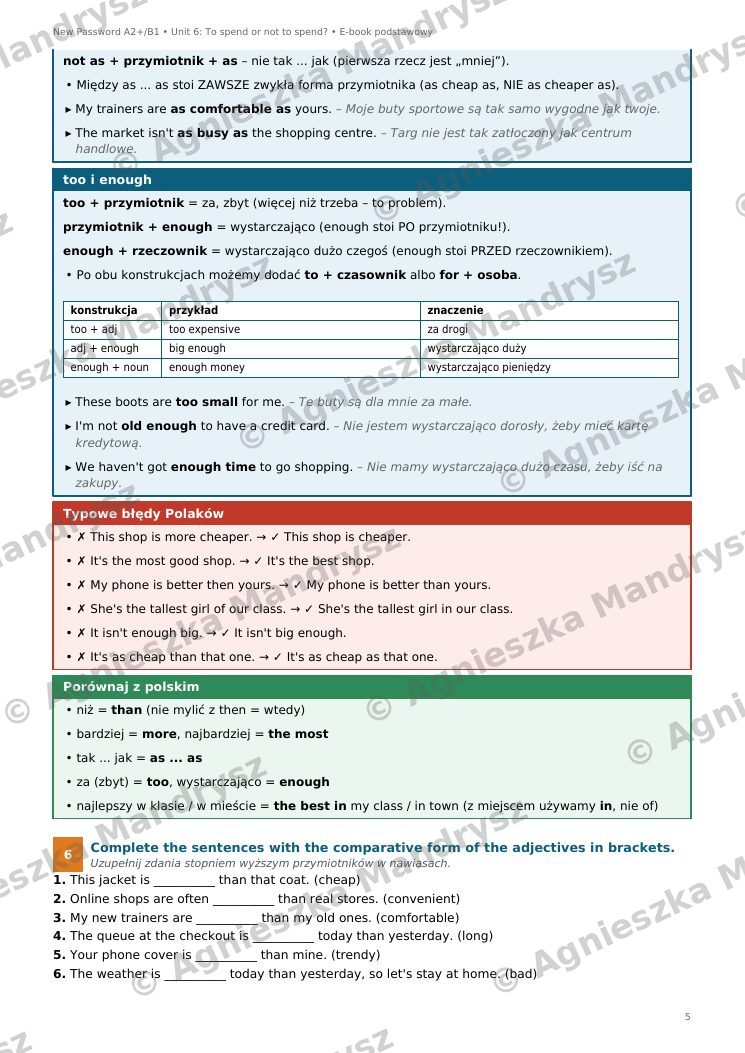 New Password A2+/B1 • Unit 6: To spend or not to spend? • E-book podstawowy
not as + przymiotnik + as – nie tak ... jak (pierwsza rzecz jest „mniej”).
• Między as ... as stoi ZAWSZE zwykła forma przymiotnika (as cheap as, NIE as cheaper as).
▸ My trainers are as comfortable as yours. – Moje buty sportowe są tak samo wygodne jak twoje.
▸ The market isn't as busy as the shopping centre. – Targ nie jest tak zatłoczony jak centrum
handlowe.
too i enough
too + przymiotnik = za, zbyt (więcej niż trzeba – to problem).
przymiotnik + enough = wystarczająco (enough stoi PO przymiotniku!).
enough + rzeczownik = wystarczająco dużo czegoś (enough stoi PRZED rzeczownikiem).
• Po obu konstrukcjach możemy dodać to + czasownik albo for + osoba.
konstrukcja przykład znaczenie
too + adj too expensive za drogi
adj + enough big enough wystarczająco duży
enough + noun enough money wystarczająco pieniędzy
▸ These boots are too small for me. – Te buty są dla mnie za małe.
▸ I'm not old enough to have a credit card. – Nie jestem wystarczająco dorosły, żeby mieć kartę
kredytową.
▸ We haven't got enough time to go shopping. – Nie mamy wystarczająco dużo czasu, żeby iść na
zakupy.
Typowe błędy Polaków
• ✗ This shop is more cheaper. → ✓ This shop is cheaper.
• ✗ It's the most good shop. → ✓ It's the best shop.
• ✗ My phone is better then yours. → ✓ My phone is better than yours.
• ✗ She's the tallest girl of our class. → ✓ She's the tallest girl in our class.
• ✗ It isn't enough big. → ✓ It isn't big enough.
• ✗ It's as cheap than that one. → ✓ It's as cheap as that one.
Porównaj z polskim
• niż = than (nie mylić z then = wtedy)
• bardziej = more, najbardziej = the most
• tak ... jak = as ... as
• za (zbyt) = too, wystarczająco = enough
• najlepszy w klasie / w mieście = the best in my class / in town (z miejscem używamy in, nie of)
6 Complete the sentences with the comparative form of the adjectives in brackets.
Uzupełnij zdania stopniem wyższym przymiotników w nawiasach.
1. This jacket is __________ than that coat. (cheap)
2. Online shops are often __________ than real stores. (convenient)
3. My new trainers are __________ than my old ones. (comfortable)
4. The queue at the checkout is __________ today than yesterday. (long)
5. Your phone cover is __________ than mine. (trendy)
6. The weather is __________ today than yesterday, so let's stay at home. (bad)
5
© Agnieszka Mandrysz